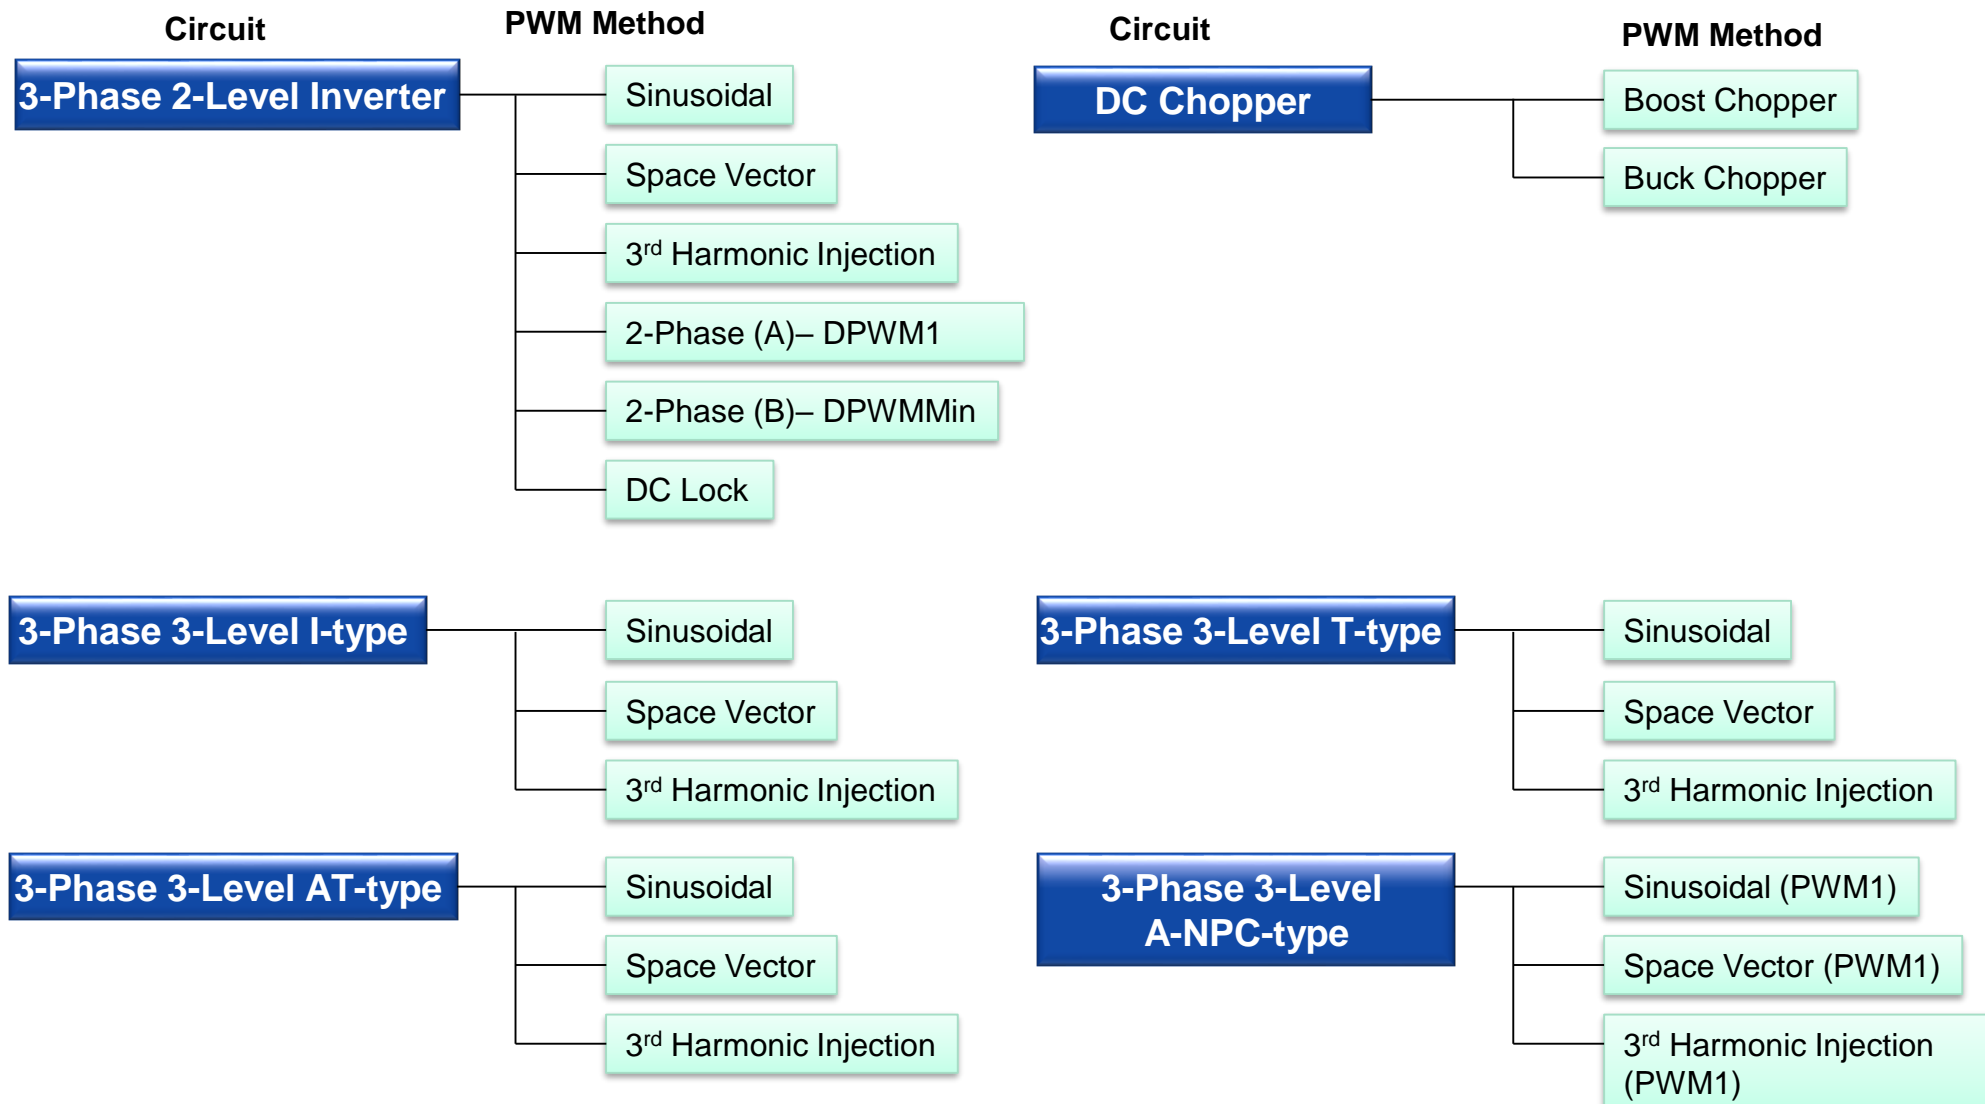 Circuit
PWM Method
3-Phase 2-Level Inverter
Sinusoidal
Space Vector
3rd Harmonic Injection
2-Phase (A)– DPWM1
2-Phase (B)– DPWMMin
DC Lock
Circuit
PWM Method
DC Chopper
Boost Chopper
Buck Chopper
3-Phase 3-Level I-type
Sinusoidal
Space Vector
3rd Harmonic Injection
3-Phase 3-Level T-type
Sinusoidal
Space Vector
3rd Harmonic Injection
3-Phase 3-Level AT-type
Sinusoidal
Space Vector
3rd Harmonic Injection
3-Phase 3-Level
A-NPC-type
Sinusoidal (PWM1)
Space Vector (PWM1)
3rd Harmonic Injection
(PWM1)